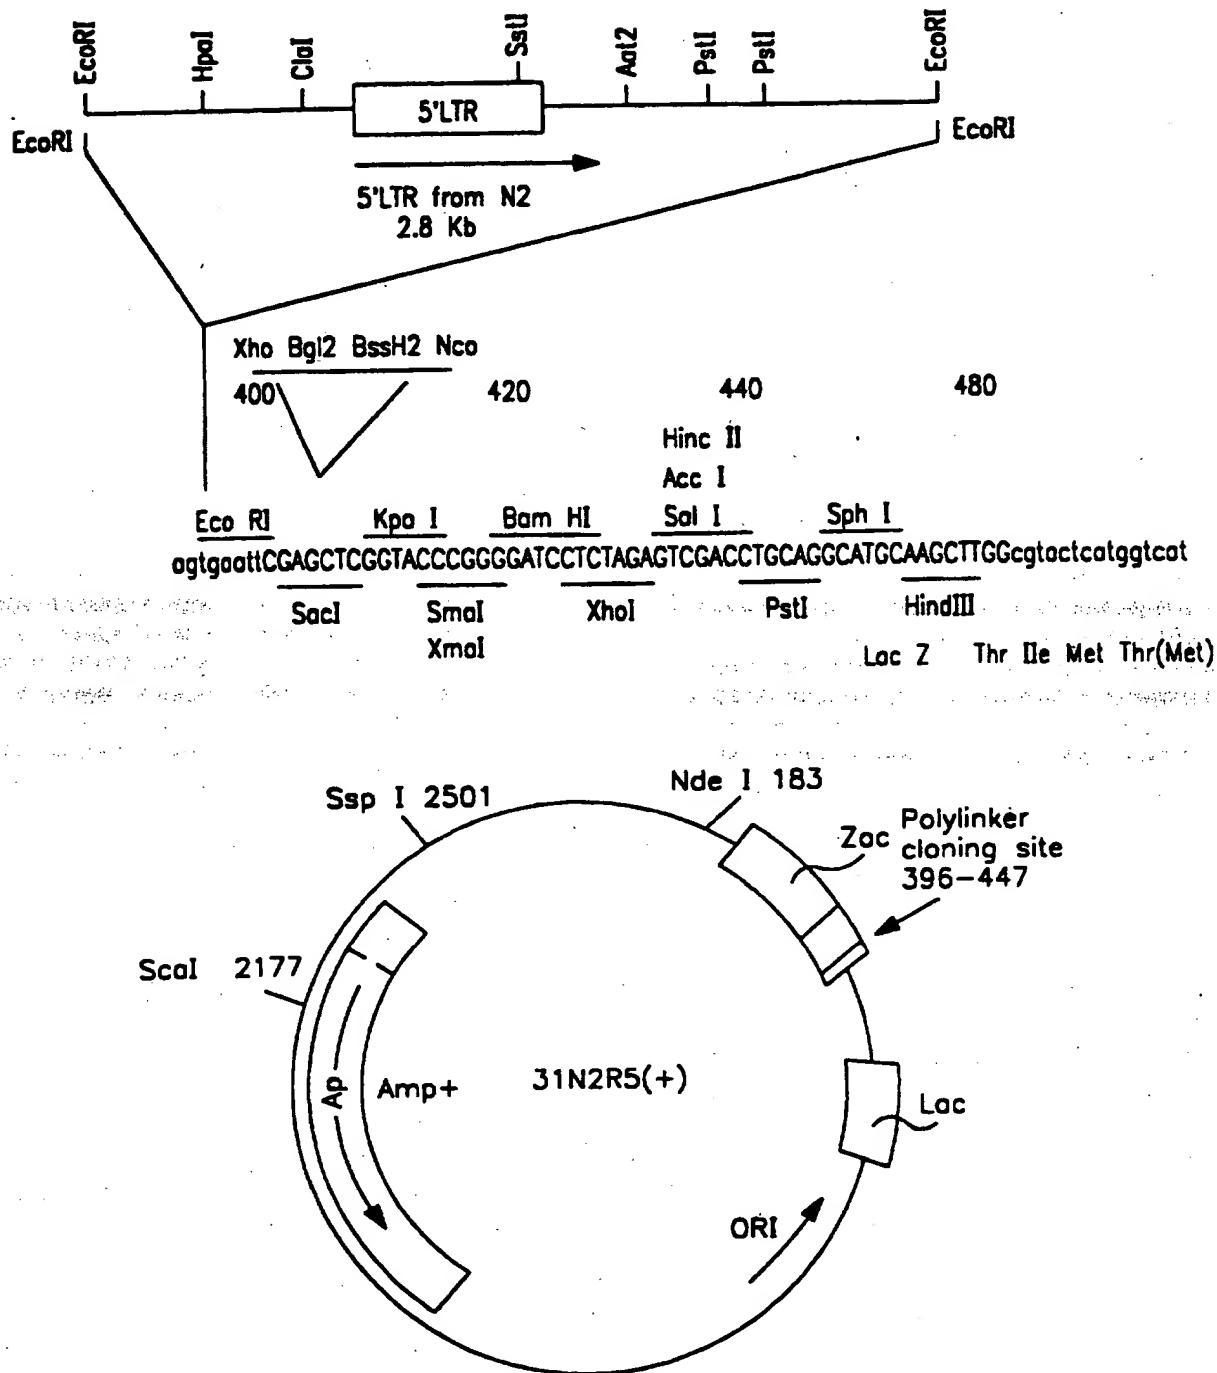 EcoRI HpaI ClaI SstI Aat2 PstI PstI EcoRI
5'LTR
EcoRI EcoRI
5'LTR from N2
2.8 Kb
Xho Bgl2 BssH2 Nco
400 420 440 480
Hinc II
Acc I
Eco RI Kpa I Bam HI Sal I Sph I
agtgaattCGAGCTCGGTACCCGGGGATCCTCTAGAGTCGACCTGCAGGCATGCAAGCTTGGcgtactcatggtcat
SacI SmaI XhoI PstI HindIII
XmaI
Lac Z Thr Ile Met Thr(Met)
Ssp I 2501
Nde I 183
Zac
Polylinker
cloning site
396-447
ScaI 2177
Ap
Amp+
31N2R5(+)
Lac
ORI